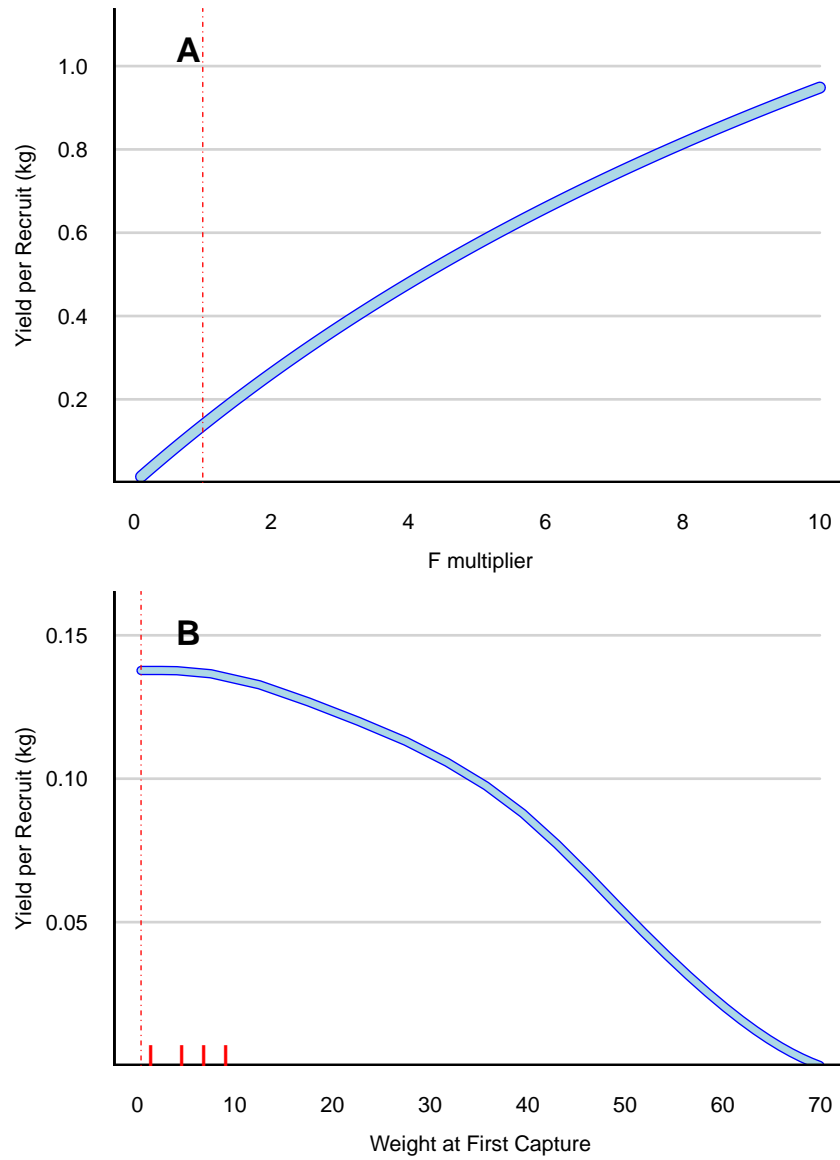 A
1.0
0.8
0.6
0.4
0.2
Yield per Recruit (kg)
0 2 4 6 8 10
F multiplier
B
0.15
0.10
0.05
Yield per Recruit (kg)
0 10 20 30 40 50 60 70
Weight at First Capture